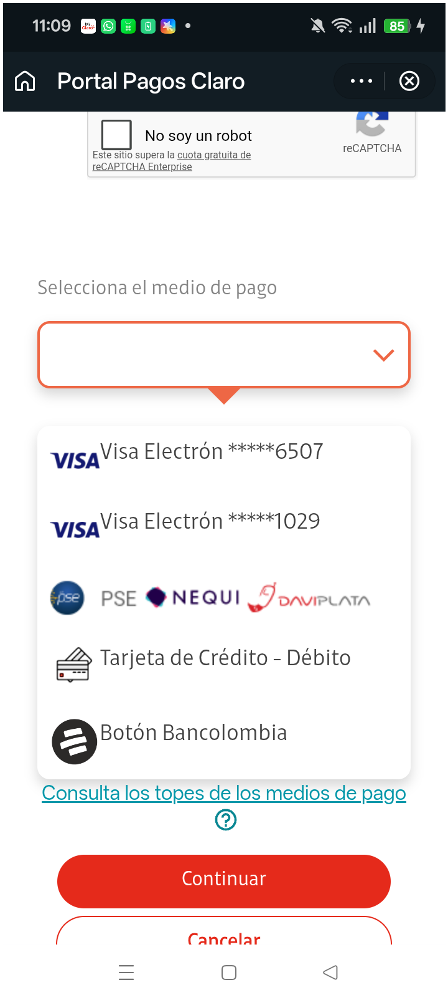 11:09
Mi
Claro
85
Portal Pagos Claro
No soy un robot
reCAPTCHA
Este sitio supera la cuota gratuita de
reCAPTCHA Enterprise
Selecciona el medio de pago
VISA Visa Electrón *****6507
VISA Visa Electrón *****1029
pse PSE NEQUI DAVIPLATA
Tarjeta de Crédito - Débito
Botón Bancolombia
Consulta los topes de los medios de pago
?
Continuar
Cancelar